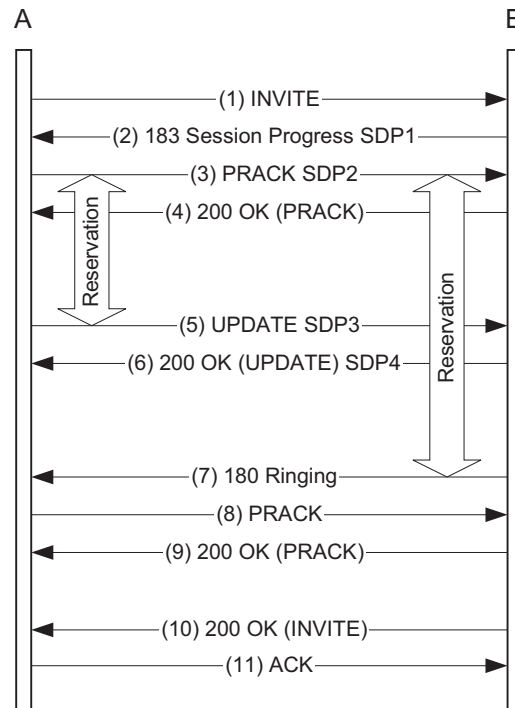 A
B
(1) INVITE
(2) 183 Session Progress SDP1
(3) PRACK SDP2
(4) 200 OK (PRACK)
Reservation
(5) UPDATE SDP3
(6) 200 OK (UPDATE) SDP4
Reservation
(7) 180 Ringing
(8) PRACK
(9) 200 OK (PRACK)
(10) 200 OK (INVITE)
(11) ACK